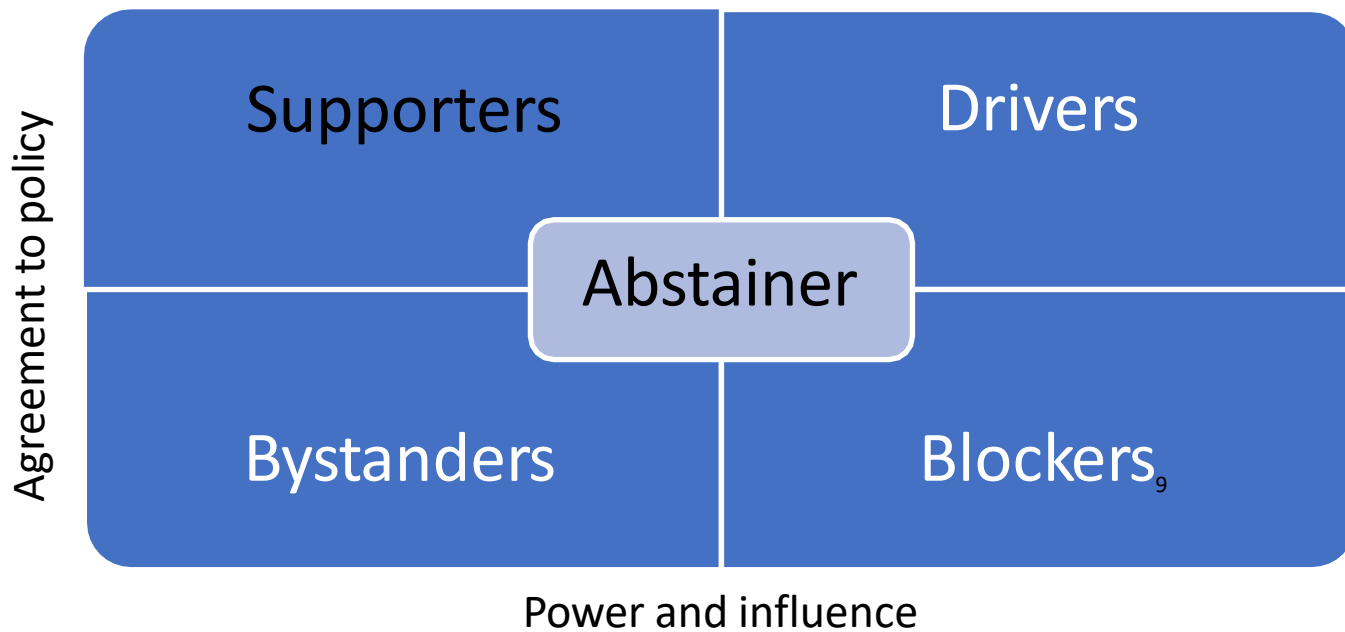 Agreement to policy
Supporters
Drivers
Abstainer
Bystanders
Blockers
9
Power and influence